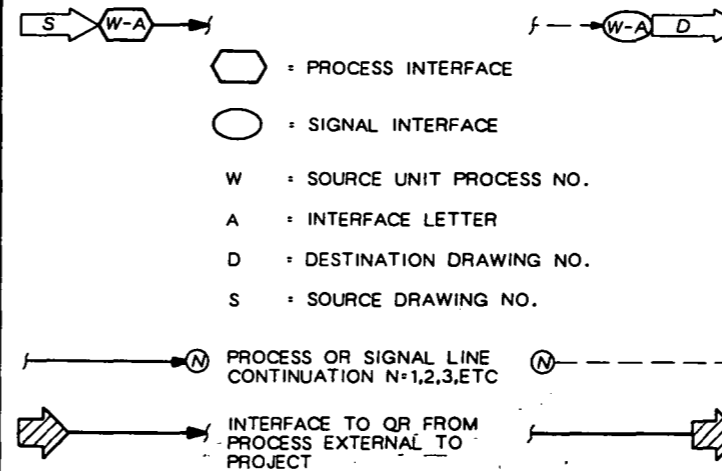 S W-A W-A D
= PROCESS INTERFACE
= SIGNAL INTERFACE
W = SOURCE UNIT PROCESS NO.
A = INTERFACE LETTER
D = DESTINATION DRAWING NO.
S = SOURCE DRAWING NO.
N PROCESS OR SIGNAL LINE N
CONTINUATION N=1,2,3,ETC
INTERFACE TO OR FROM
PROCESS EXTERNAL TO
PROJECT